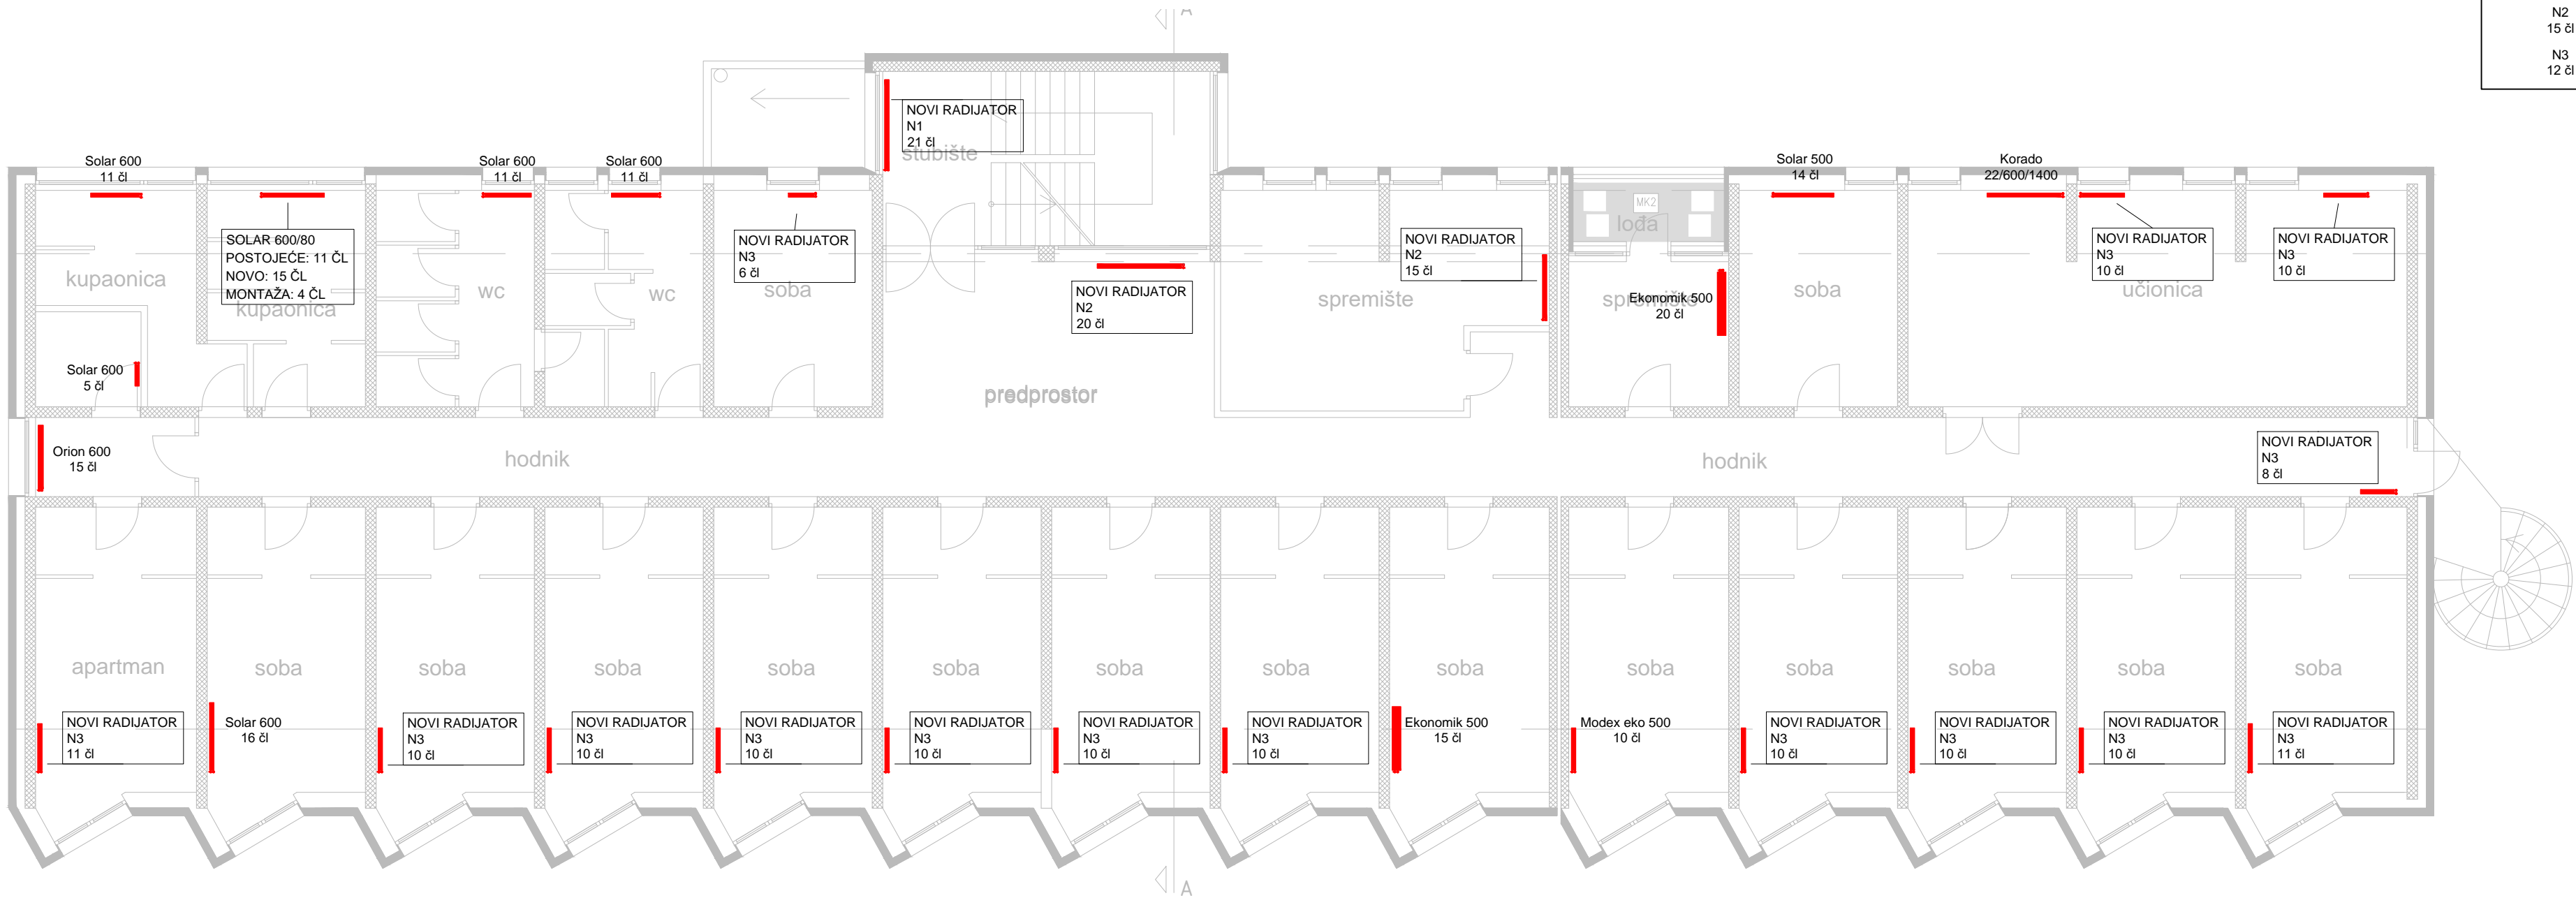 A
N2
15 čl
N3
12 čl
NOVI RADIJATOR
N1
21 čl
stubište
Solar 600
11 čl
Solar 600
11 čl
Solar 600
11 čl
Solar 500
14 čl
Korado
22/600/1400
SOLAR 600/80
POSTOJEĆE: 11 ČL
NOVO: 15 ČL
MONTAŽA: 4 ČL
NOVI RADIJATOR
N3
6 čl
NOVI RADIJATOR
N2
15 čl
MK2
lođa
NOVI RADIJATOR
N3
10 čl
NOVI RADIJATOR
N3
10 čl
kupaonica
kupaonica
wc
wc
soba
NOVI RADIJATOR
N2
20 čl
spremište
spremište
Ekonomik 500
20 čl
soba
učionica
Solar 600
5 čl
predprostor
Orion 600
15 čl
hodnik
hodnik
NOVI RADIJATOR
N3
8 čl
apartman
soba
soba
soba
soba
soba
soba
soba
soba
soba
soba
soba
soba
soba
NOVI RADIJATOR
N3
11 čl
Solar 600
16 čl
NOVI RADIJATOR
N3
10 čl
NOVI RADIJATOR
N3
10 čl
NOVI RADIJATOR
N3
10 čl
NOVI RADIJATOR
N3
10 čl
NOVI RADIJATOR
N3
10 čl
NOVI RADIJATOR
N3
10 čl
Ekonomik 500
15 čl
Modex eko 500
10 čl
NOVI RADIJATOR
N3
10 čl
NOVI RADIJATOR
N3
10 čl
NOVI RADIJATOR
N3
10 čl
NOVI RADIJATOR
N3
11 čl
A